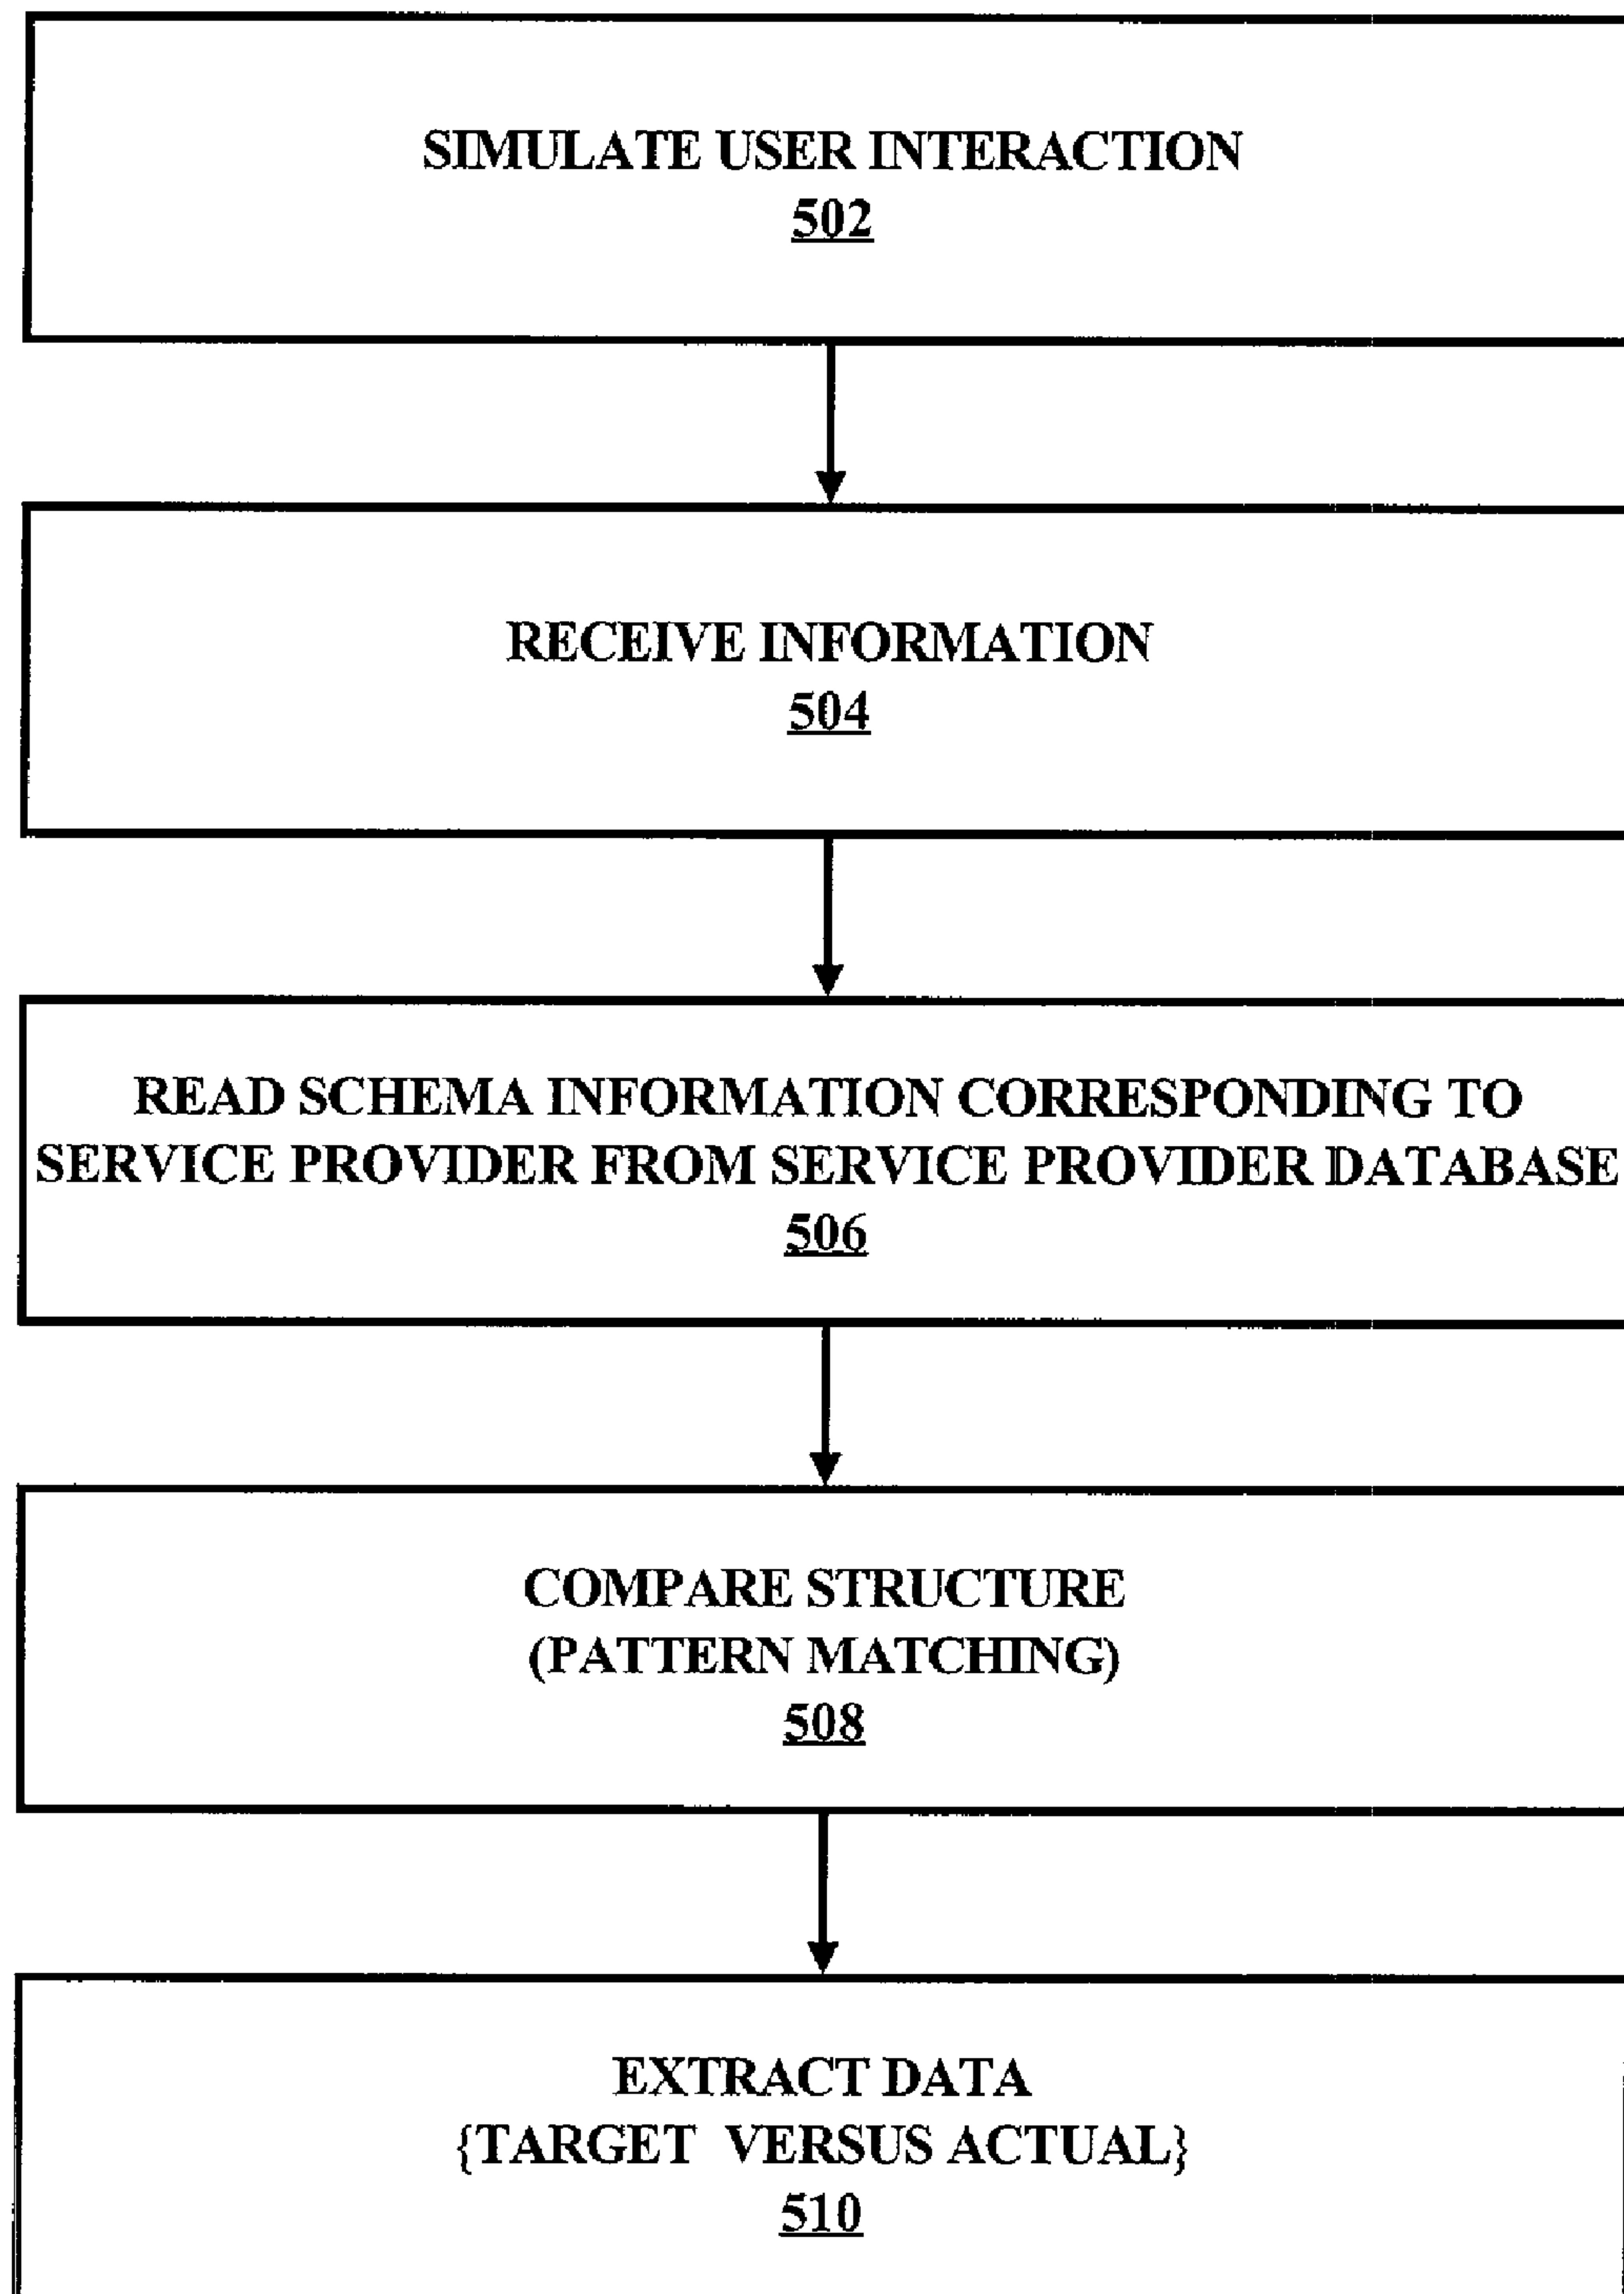 SIMULATE USER INTERACTION
502
RECEIVE INFORMATION
504
READ SCHEMA INFORMATION CORRESPONDING TO
SERVICE PROVIDER FROM SERVICE PROVIDER DATABASE
506
COMPARE STRUCTURE
(PATTERN MATCHING)
508
EXTRACT DATA
{TARGET VERSUS ACTUAL}
510